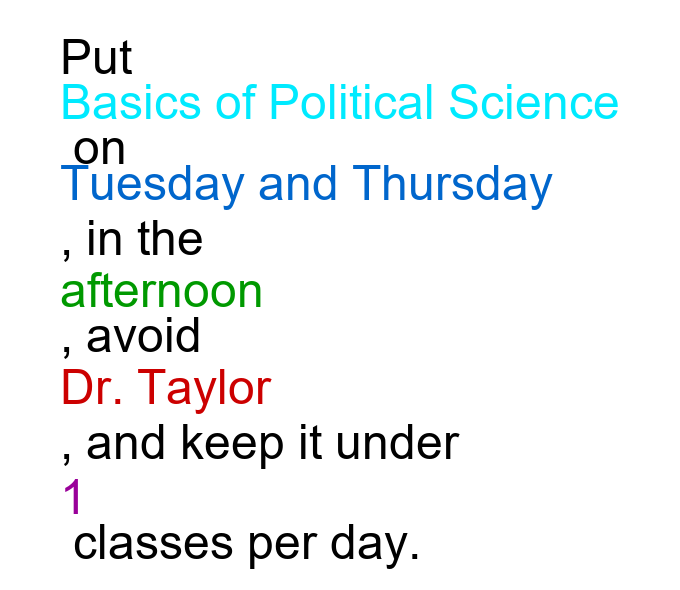 Put
Basics of Political Science
on
Tuesday and Thursday
, in the
afternoon
, avoid
Dr. Taylor
, and keep it under
1
classes per day.